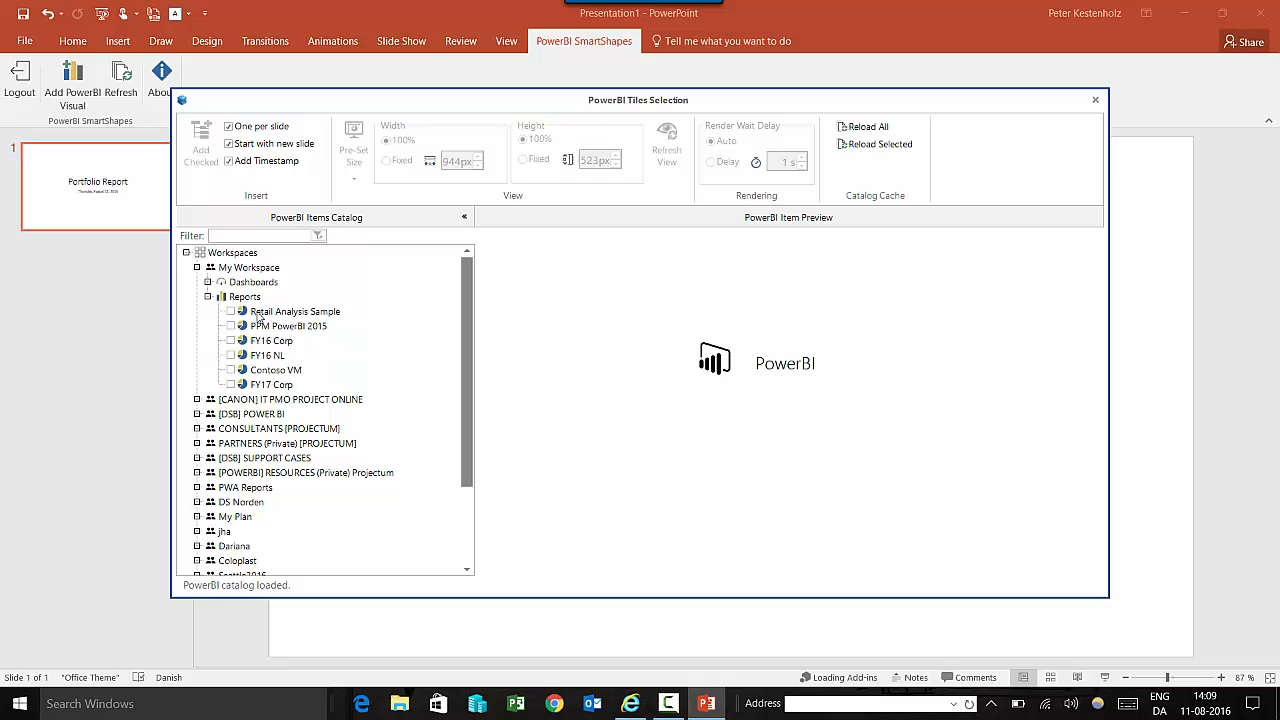 Presentation1 - PowerPoint
Peter Kestenholz
File
Home
Insert
Draw
Design
Transitions
Animations
Slide Show
Review
View
PowerBI SmartShapes
Tell me what you want to do
Share
Logout
Add PowerBI Visual
Refresh
Abou
PowerBI SmartShapes
PowerBI Tiles Selection
Add Checked
One per slide
Start with new slide
Add Timestamp
Insert
Pre-Set Size
Width
100%
Fixed
944px
Height
100%
Fixed
523px
Refresh View
View
Render Wait Delay
Auto
Delay
1 s
Rendering
Reload All
Reload Selected
Catalog Cache
PowerBI Items Catalog
«
PowerBI Item Preview
Filter:
Workspaces
My Workspace
Dashboards
Reports
Retail Analysis Sample
PPM PowerBI 2015
FY16 Corp
FY16 NL
Contoso VM
FY17 Corp
[CANON] IT PMO PROJECT ONLINE
[DSB] POWER BI
CONSULTANTS [PROJECTUM]
PARTNERS (Private) [PROJECTUM]
[DSB] SUPPORT CASES
[POWERBI] RESOURCES (Private) Projectum
PWA Reports
DS Norden
My Plan
jha
Dariana
Coloplast
Seattle2016
PowerBI catalog loaded.
PowerBI
1
Portfolio Report
Slide 1 of 1
"Office Theme"
Danish
Loading Add-ins
Notes
Comments
87 %
Search Windows
Address
ENG
DA
14:09
11-08-2016